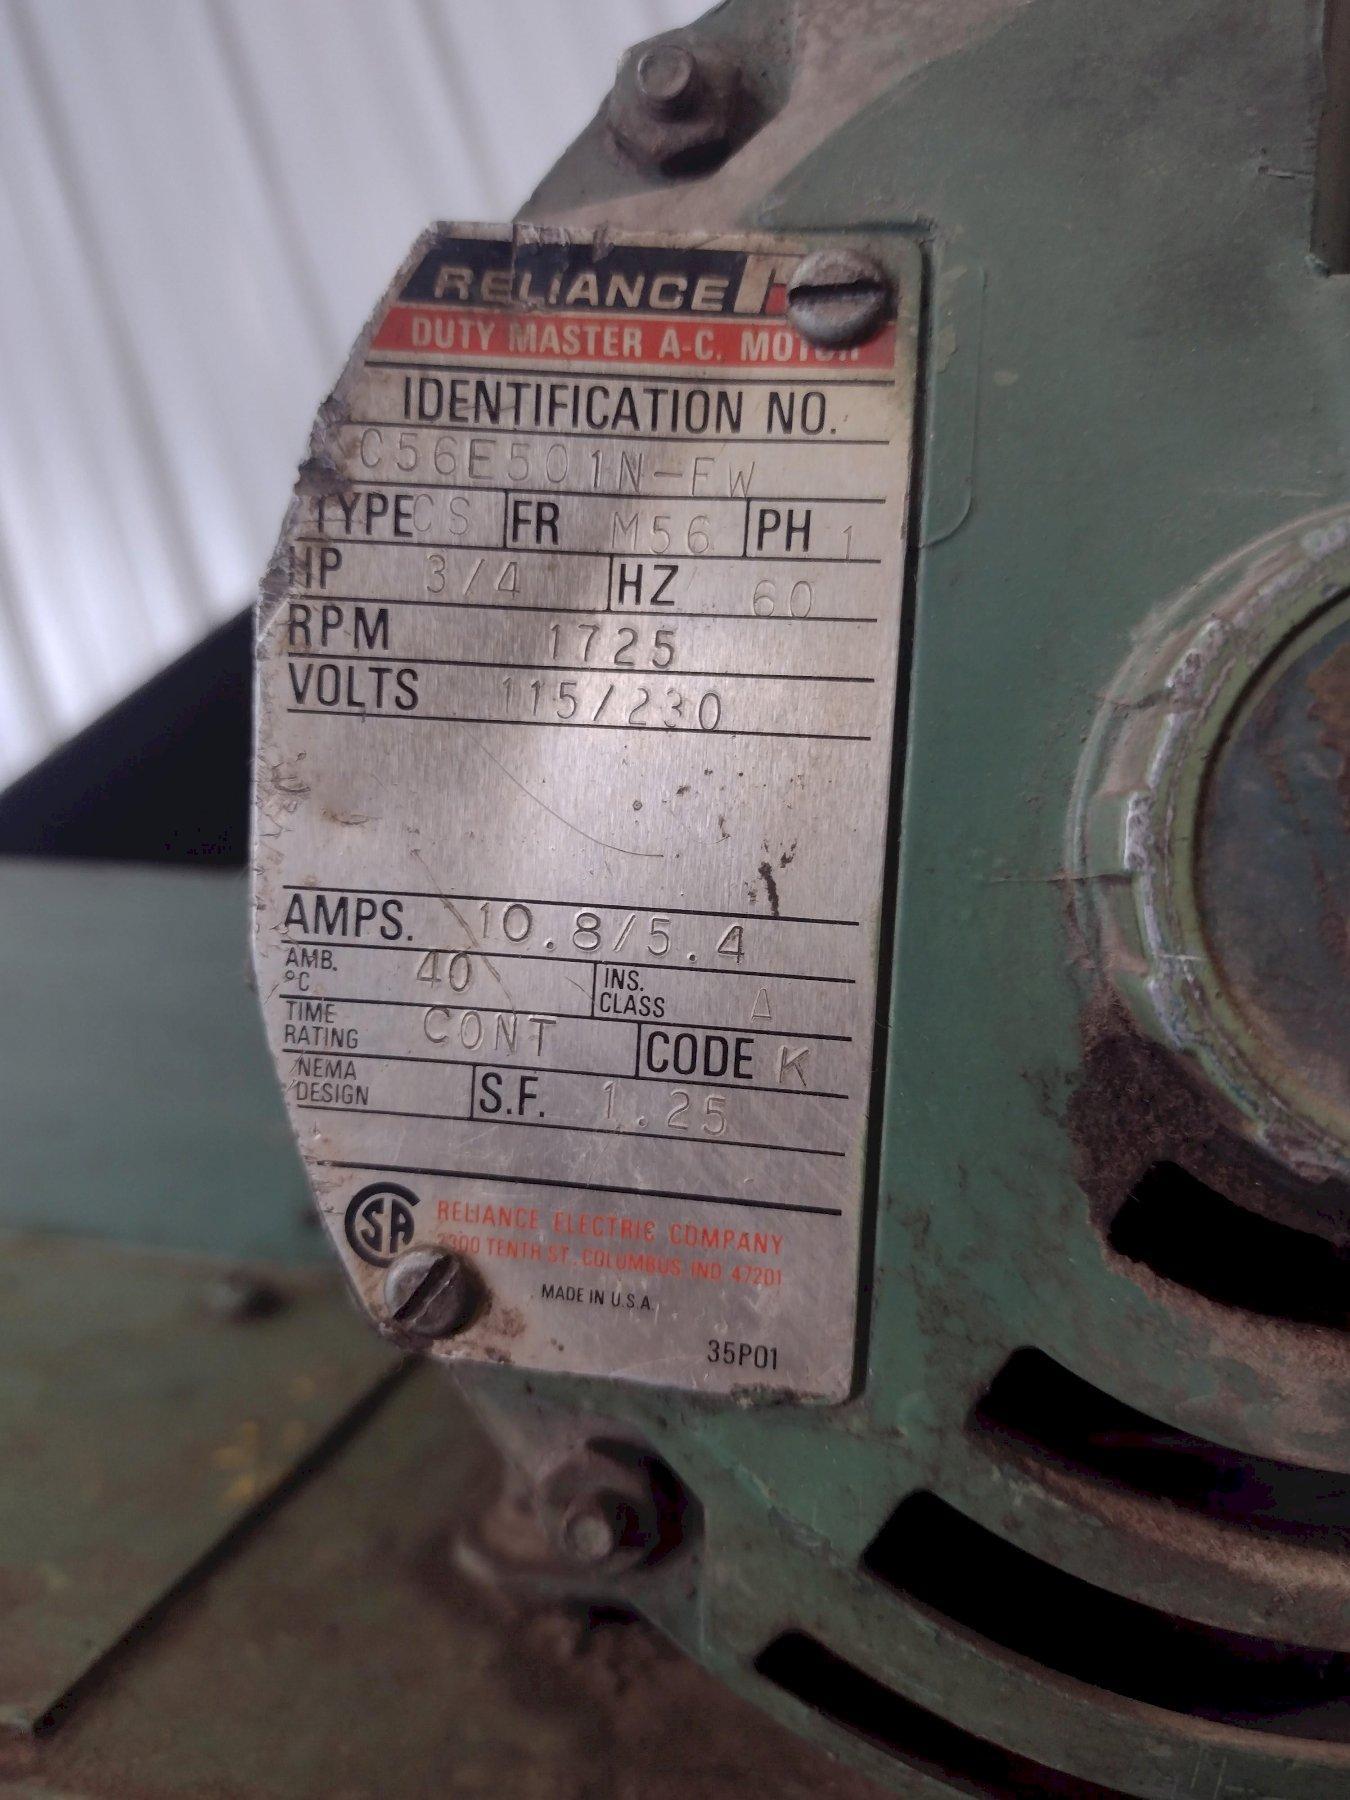 RELIANCE
DUTY MASTER A-C. MOTOR
IDENTIFICATION NO.
C56E501N-FW
TYPE CS FR M56 PH 1
HP 3/4 HZ 60
RPM 1725
VOLTS 115/230
AMPS. 10.8/5.4
AMB. °C 40 INS. CLASS A
TIME RATING CONT CODE K
NEMA DESIGN S.F. 1.25
SA RELIANCE ELECTRIC COMPANY
TENTH ST. COLUMBUS IND 47201
MADE IN U.S.A.
35P01